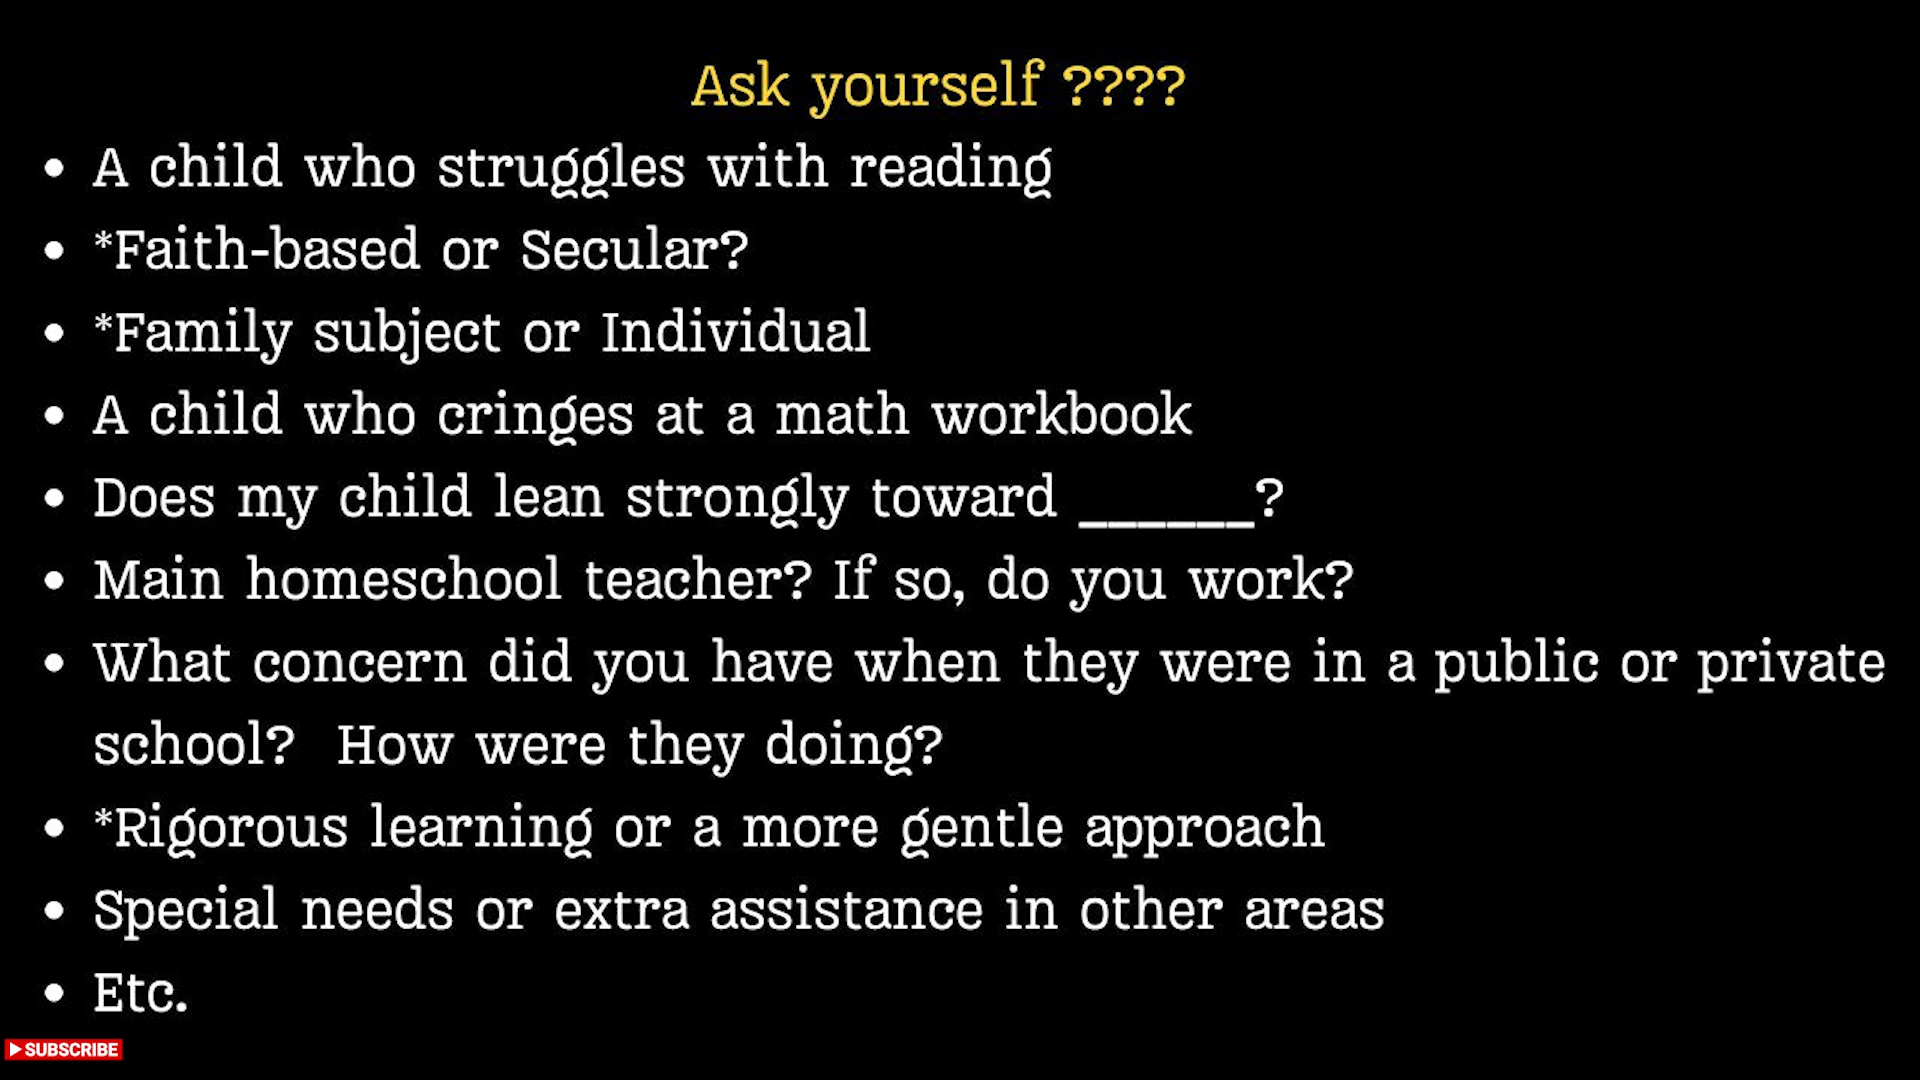 Ask yourself ????
• A child who struggles with reading
• *Faith-based or Secular?
• *Family subject or Individual
• A child who cringes at a math workbook
• Does my child lean strongly toward ______?
• Main homeschool teacher? If so, do you work?
• What concern did you have when they were in a public or private
school?  How were they doing?
• *Rigorous learning or a more gentle approach
• Special needs or extra assistance in other areas
• Etc.
SUBSCRIBE